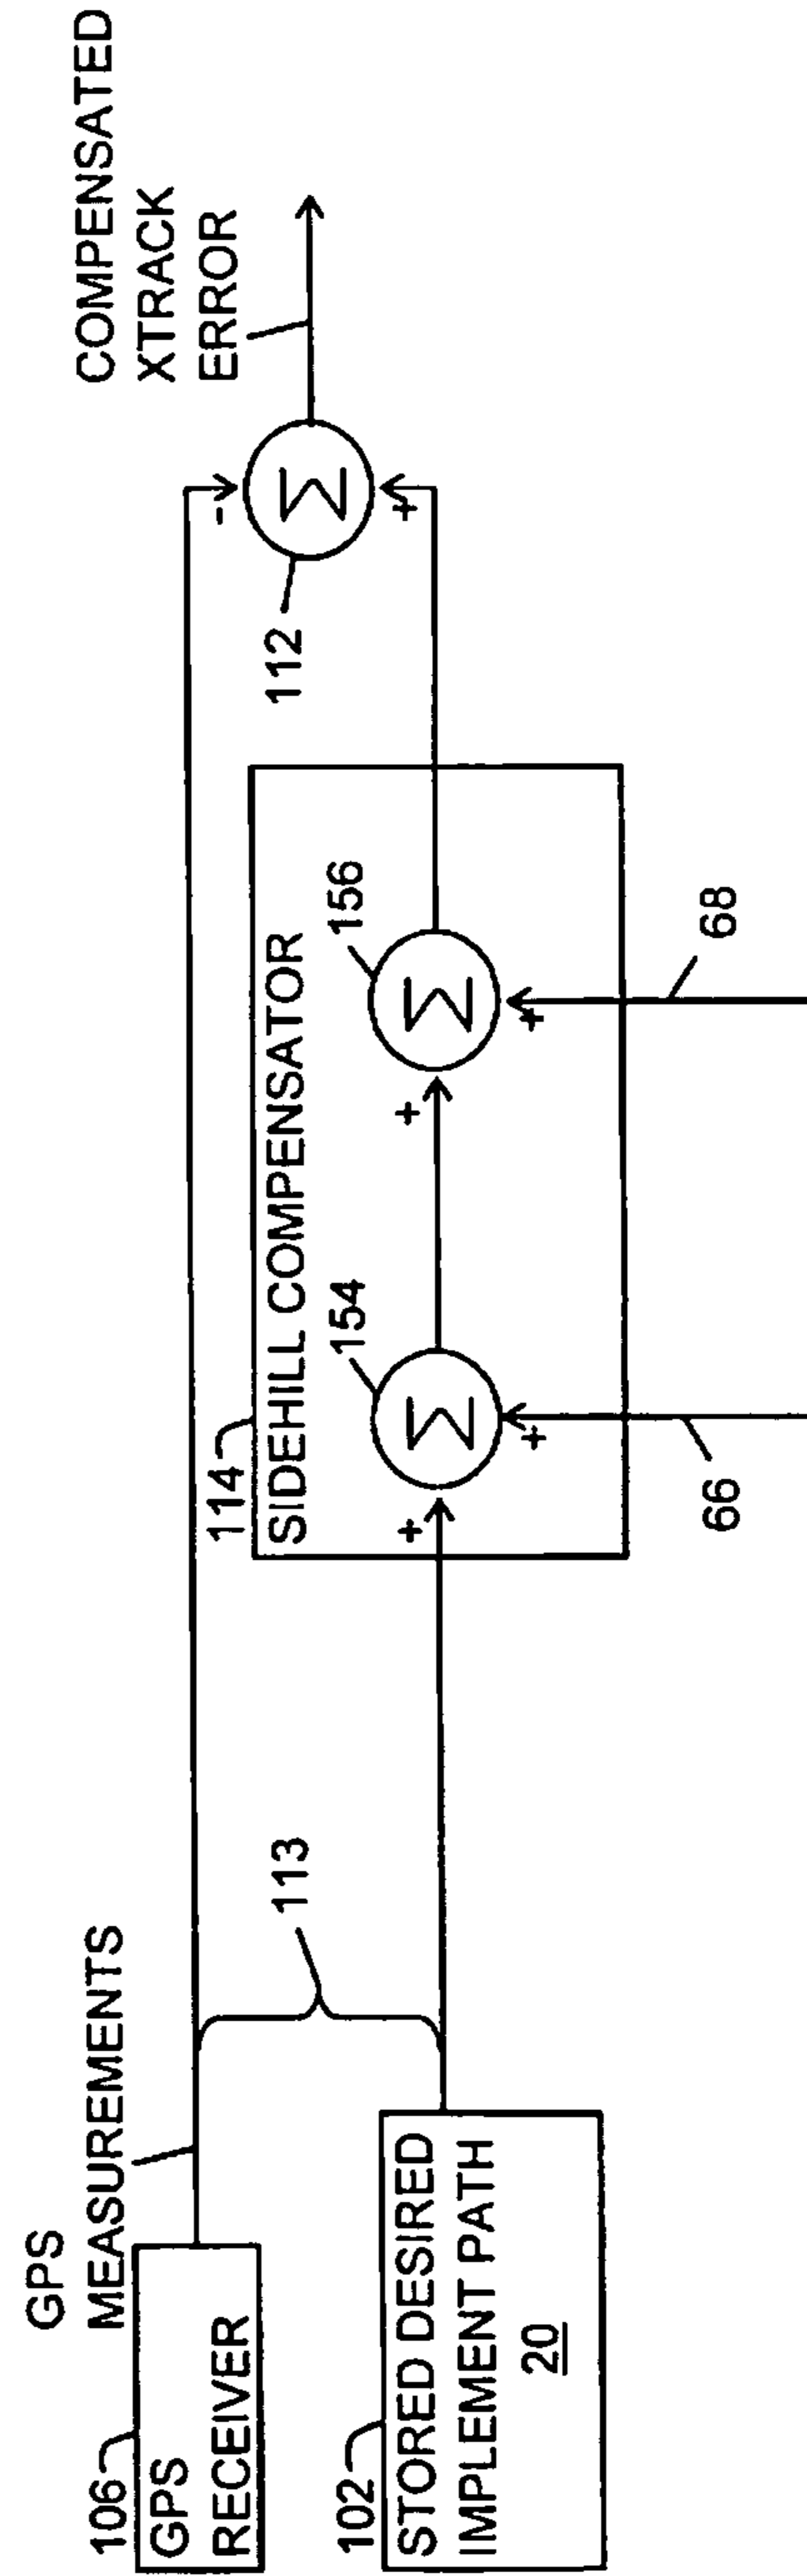 GPS
MEASUREMENTS
106
GPS
RECEIVER
102
STORED DESIRED
IMPLEMENT PATH
20
113
114
SIDEHILL COMPENSATOR
154
Σ
+
+
66
156
Σ
+
+
68
112
Σ
-
+
COMPENSATED
XTRACK
ERROR